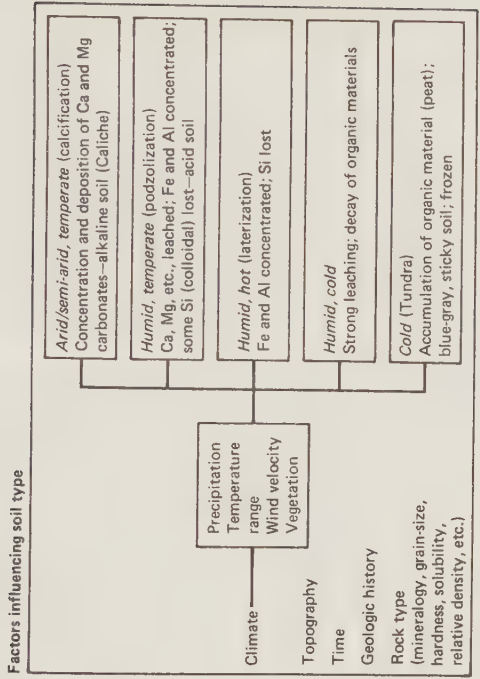 Factors influencing soil type
Climate
Topography
Time
Geologic history
Rock type
(mineralogy, grain-size,
hardness, solubility,
relative density, etc.)
Precipitation
Temperature
range
Wind velocity
Vegetation
Arid/semi-arid, temperate (calcification)
Concentration and deposition of Ca and Mg
carbonates—alkaline soil (Caliche)
Humid, temperate (podzolization)
Ca, Mg, etc., leached; Fe and Al concentrated;
some Si (colloidal) lost—acid soil
Humid, hot (laterization)
Fe and Al concentrated; Si lost
Humid, cold
Strong leaching; decay of organic materials
Cold (Tundra)
Accumulation of organic material (peat);
blue-gray, sticky soil; frozen